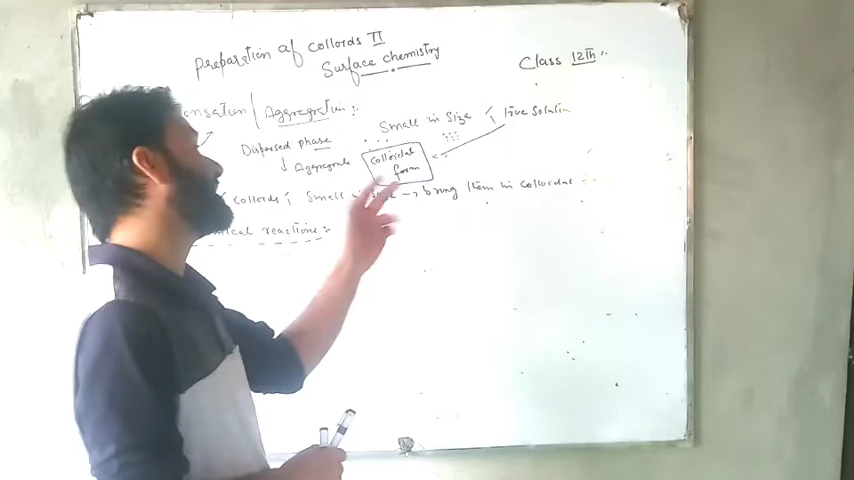 Preparation of Colloids II
Surface chemistry
Class 12th
ensation / Aggregation :-
Small in Size
True Solution
Dispersed phase
↓ Aggregate
Colloidal
form
Colloids Small in → bring them in colloidal
ical reactions :-